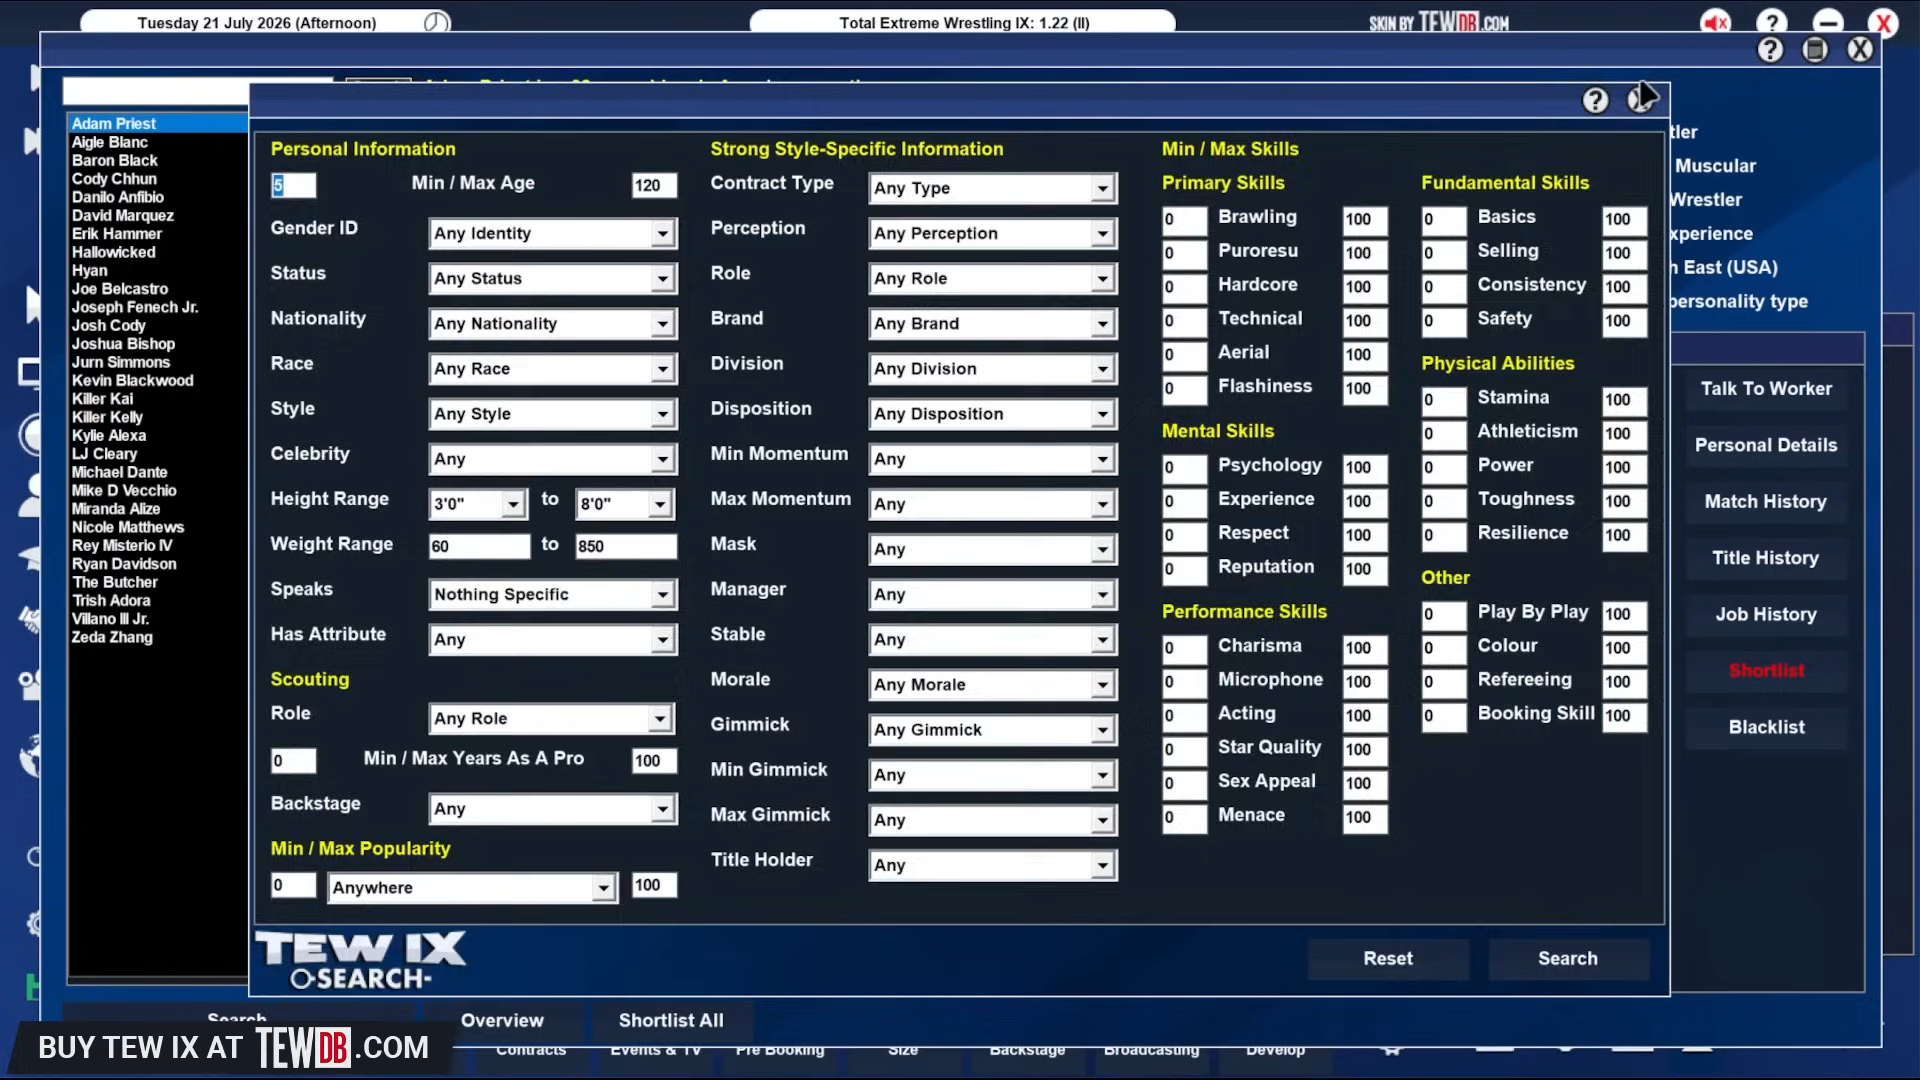 Tuesday 21 July 2026 (Afternoon)
Total Extreme Wrestling IX: 1.22 (II)
SKIN BY TEWDB.COM
Adam Priest
Aigle Blanc
Baron Black
Cody Chhun
Danilo Anfibio
David Marquez
Erik Hammer
Hallowicked
Hyan
Joe Belcastro
Joseph Fenech Jr.
Josh Cody
Joshua Bishop
Jurn Simmons
Kevin Blackwood
Killer Kai
Killer Kelly
Kylie Alexa
LJ Cleary
Michael Dante
Mike D Vecchio
Miranda Alize
Nicole Matthews
Rey Misterio IV
Ryan Davidson
The Butcher
Trish Adora
Villano III Jr.
Zeda Zhang
Personal Information
5 Min / Max Age 120
Gender ID Any Identity
Status Any Status
Nationality Any Nationality
Race Any Race
Style Any Style
Celebrity Any
Height Range 3'0" to 8'0"
Weight Range 60 to 850
Speaks Nothing Specific
Has Attribute Any
Scouting
Role Any Role
0 Min / Max Years As A Pro 100
Backstage Any
Min / Max Popularity
0 Anywhere 100
Strong Style-Specific Information
Contract Type Any Type
Perception Any Perception
Role Any Role
Brand Any Brand
Division Any Division
Disposition Any Disposition
Min Momentum Any
Max Momentum Any
Mask Any
Manager Any
Stable Any
Morale Any Morale
Gimmick Any Gimmick
Min Gimmick Any
Max Gimmick Any
Title Holder Any
Min / Max Skills
Primary Skills
0 Brawling 100
0 Puroresu 100
0 Hardcore 100
0 Technical 100
0 Aerial 100
0 Flashiness 100
Mental Skills
0 Psychology 100
0 Experience 100
0 Respect 100
0 Reputation 100
Performance Skills
0 Charisma 100
0 Microphone 100
0 Acting 100
0 Star Quality 100
0 Sex Appeal 100
0 Menace 100
Fundamental Skills
0 Basics 100
0 Selling 100
0 Consistency 100
0 Safety 100
Physical Abilities
0 Stamina 100
0 Athleticism 100
0 Power 100
0 Toughness 100
0 Resilience 100
Other
0 Play By Play 100
0 Colour 100
0 Refereeing 100
0 Booking Skill 100
Muscular
Wrestler
East (USA)
personality type
Talk To Worker
Personal Details
Match History
Title History
Job History
Shortlist
Blacklist
TEW IX
SEARCH
Reset
Search
Search
Overview
Shortlist All
Contracts
Events & TV
Pre Booking
Size
Backstage
Broadcasting
Develop
BUY TEW IX AT TEWDB.COM